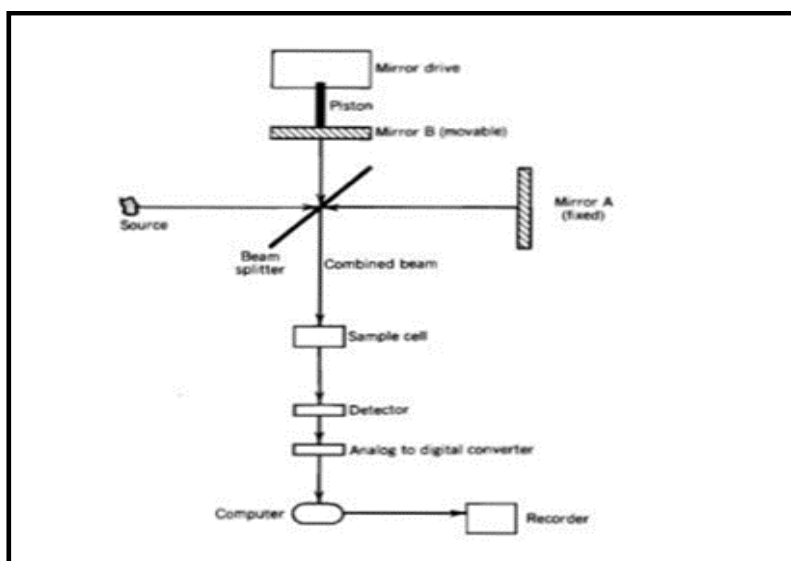 Mirror drive
Piston
Mirror B (movable)
Source
Mirror A
(fixed)
Beam
splitter
Combined beam
Sample cell
Detector
Analog to digital converter
Computer
Recorder